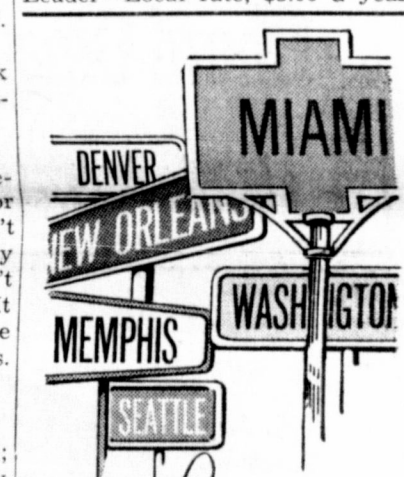 MIAMI
DENVER
NEW ORLEANS
WASHINGTON
MEMPHIS
SEATTLE